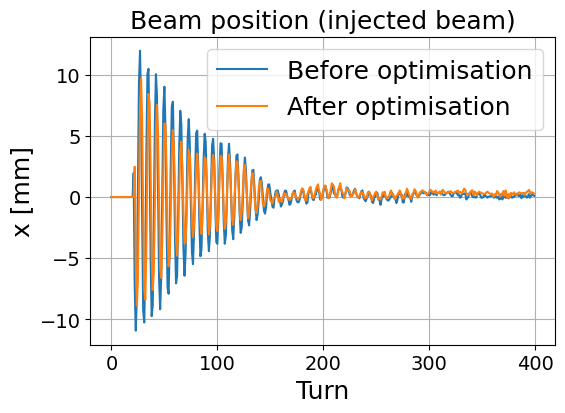 Beam position (injected beam)
Before optimisation
After optimisation
10
5
0
−5
−10
x [mm]
0 100 200 300 400
Turn